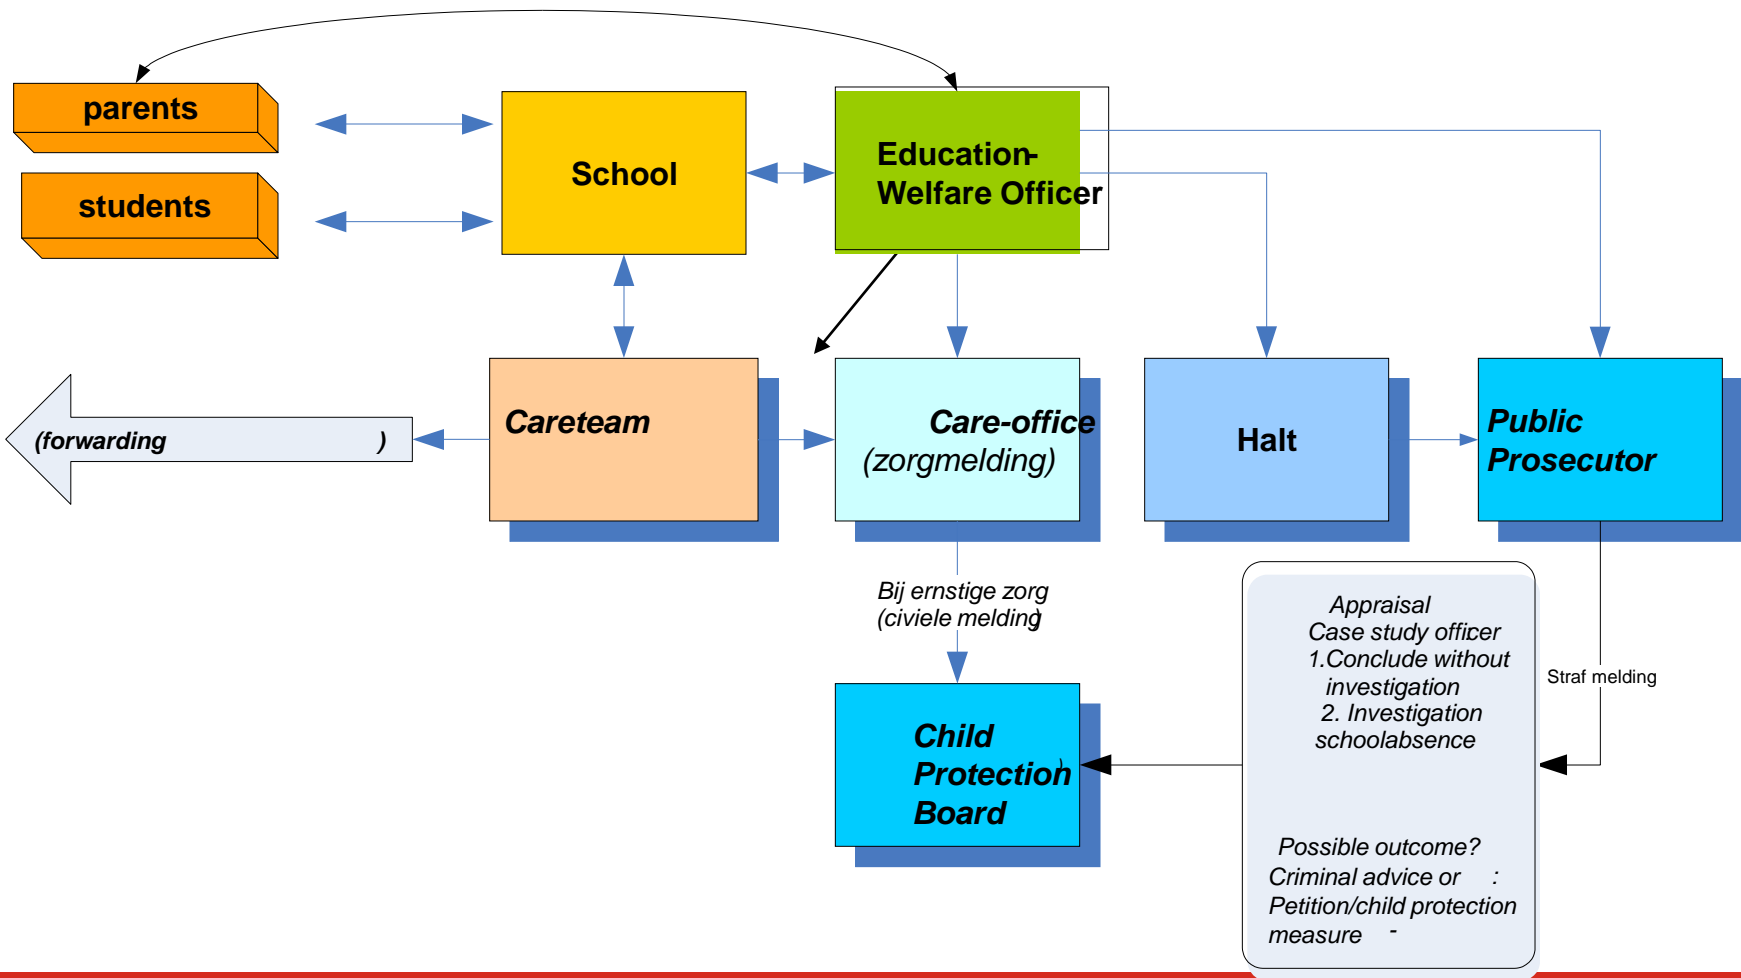 parents
students
School
Education-
Welfare Officer
(forwarding )
Careteam
Care-office
(zorgmelding)
Halt
Public
Prosecutor
Bij ernstige zorg
(civiele melding)
Child
Protection
Board
)
Appraisal
Case study officer
1.Conclude without
investigation
2. Investigation
schoolabsence
Possible outcome?
Criminal advice or :
Petition/child protection
measure -
Straf melding